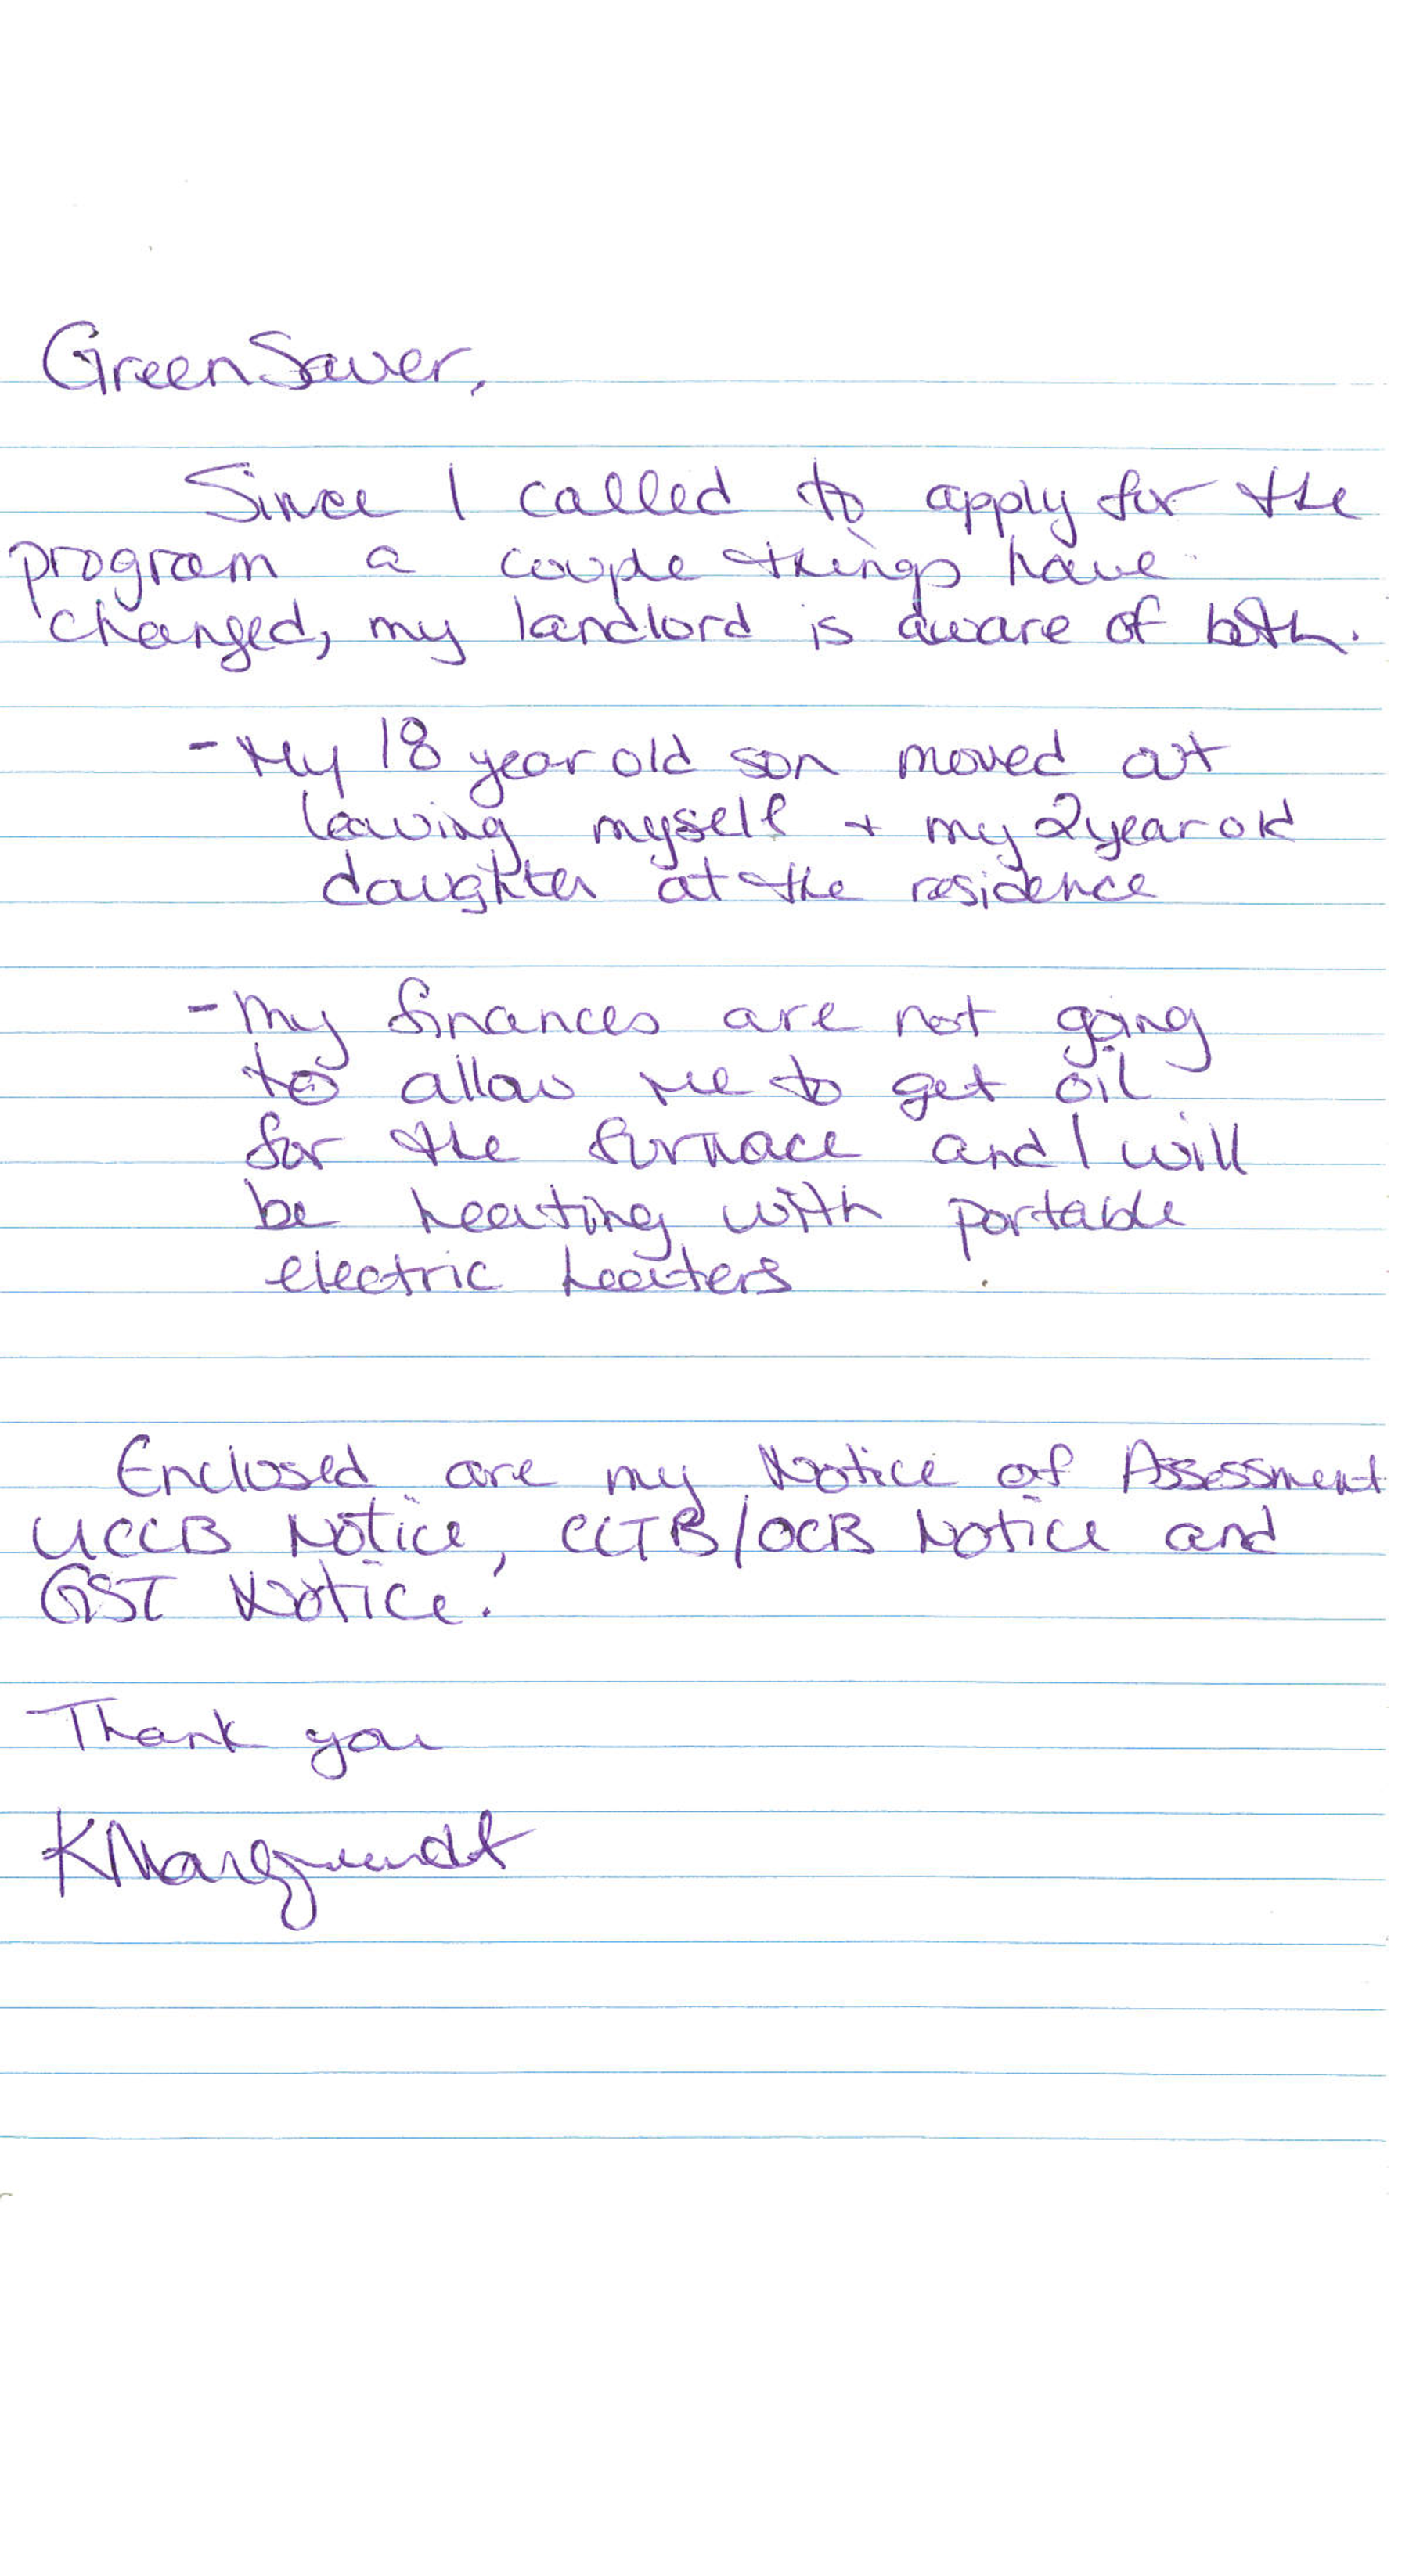 GreenSaver,
Since I called to apply for the
program a couple things have
changed, my landlord is aware of both.
- My 18 year old son moved out
leaving myself + my 2 year old
daughter at the residence
- My finances are not going
to allow me to get oil
for the furnace and I will
be heating with portable
electric heaters
Enclosed are my Notice of Assessment
UCCB Notice, CCTB/OCB Notice and
GST Notice.
Thank you